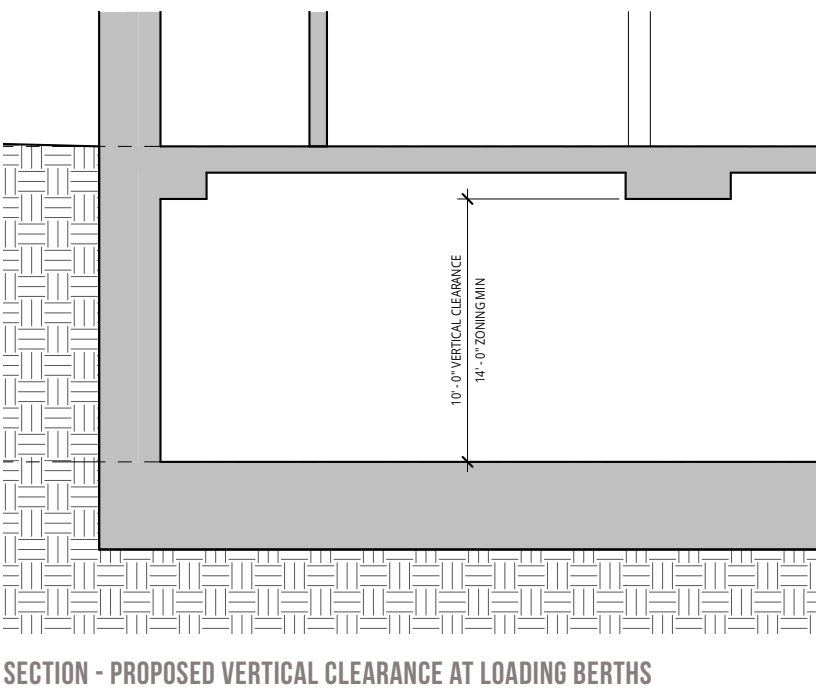 10' - 0" VERTICAL CLEARANCE
14' - 0" ZONING MIN
SECTION - PROPOSED VERTICAL CLEARANCE AT LOADING BERTHS